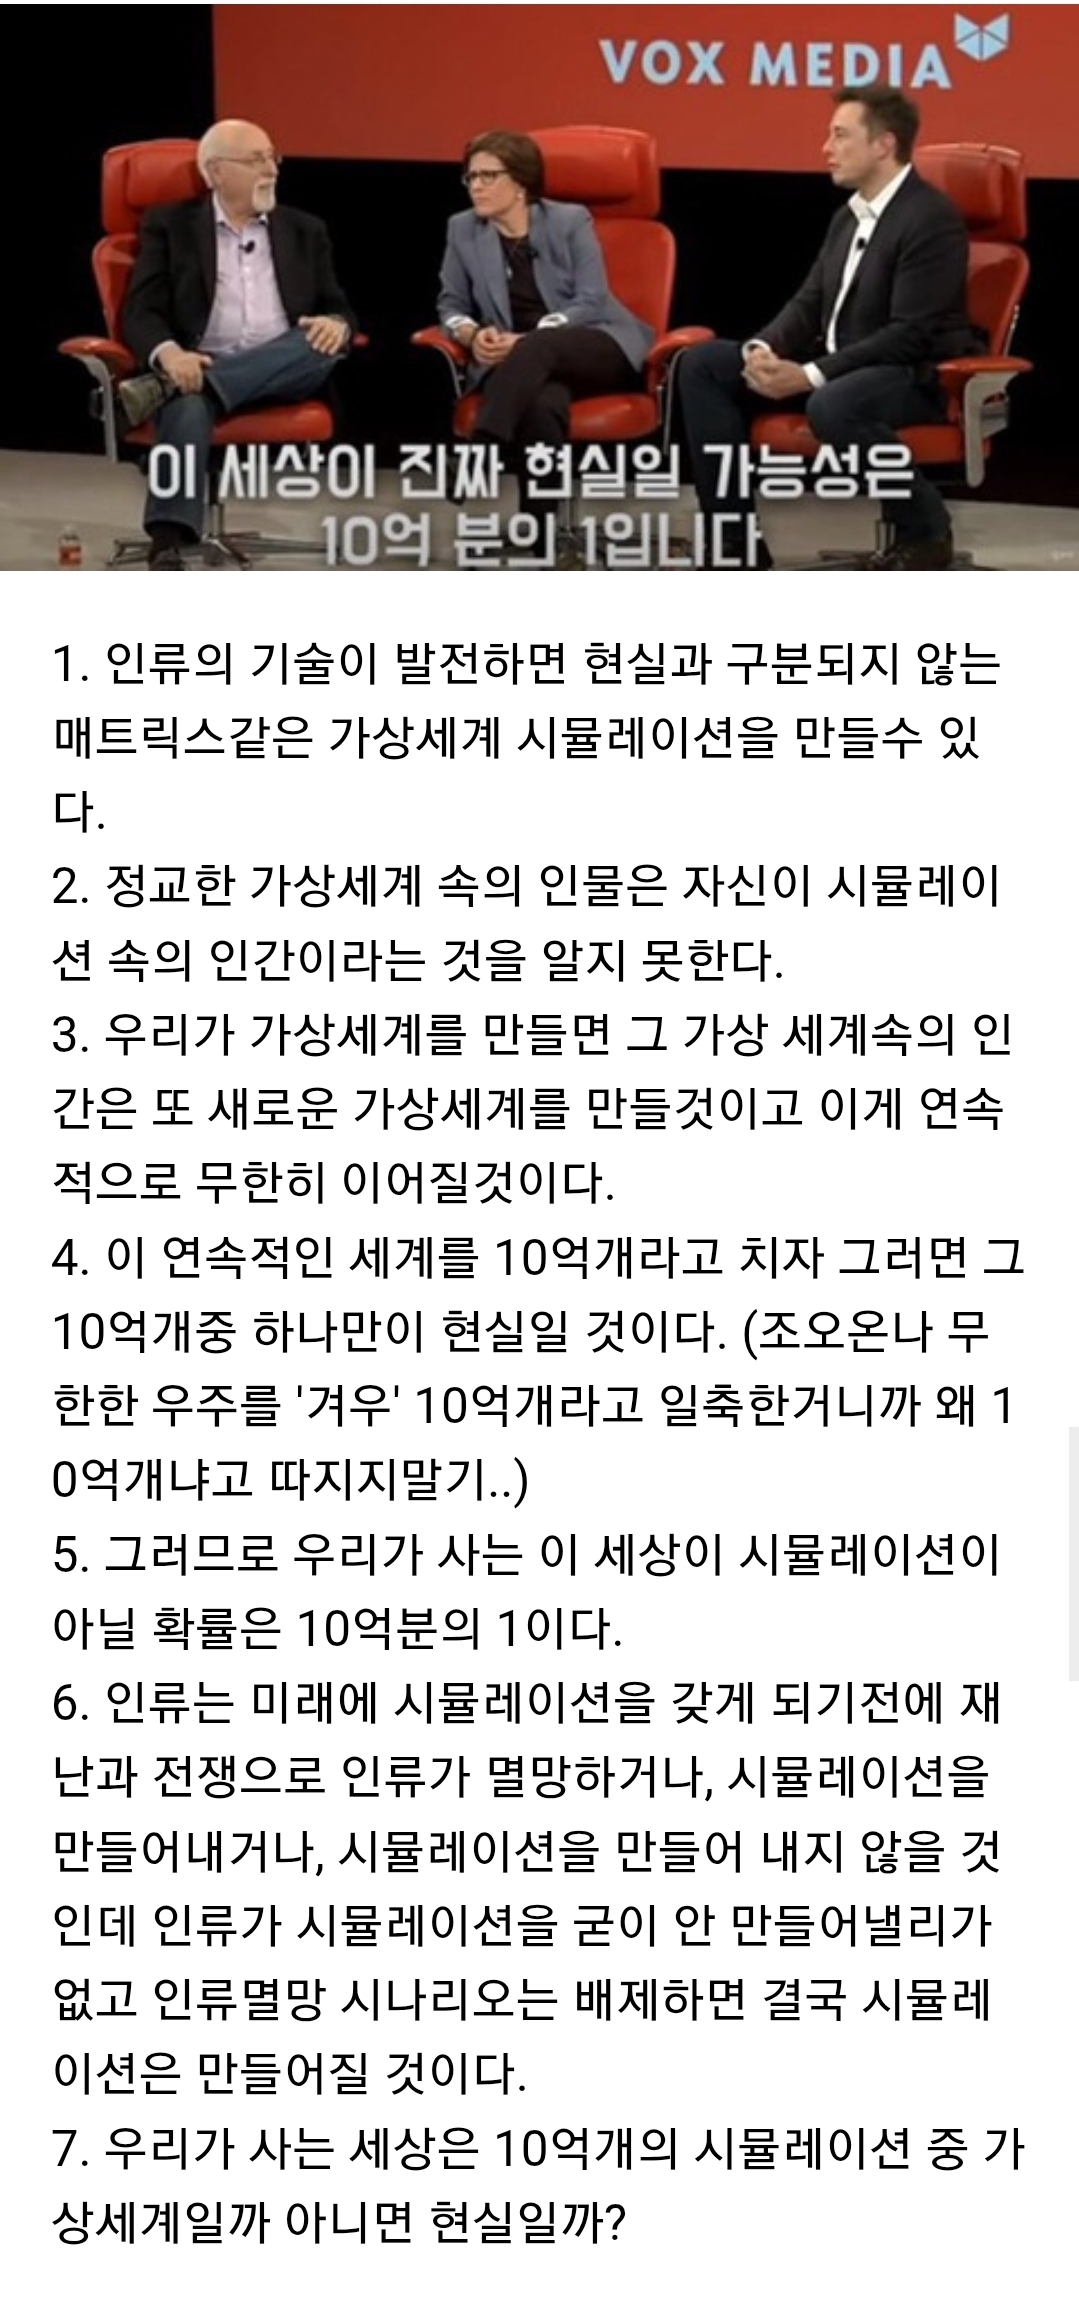 VOX MEDIA
이 세상이 진짜 현실일 가능성은
10억 분의 1입니다
1. 인류의 기술이 발전하면 현실과 구분되지 않는
매트릭스같은 가상세계 시뮬레이션을 만들수 있
다.
2. 정교한 가상세계 속의 인물은 자신이 시뮬레이
션 속의 인간이라는 것을 알지 못한다.
3. 우리가 가상세계를 만들면 그 가상 세계속의 인
간은 또 새로운 가상세계를 만들것이고 이게 연속
적으로 무한히 이어질것이다.
4. 이 연속적인 세계를 10억개라고 치자 그러면 그
10억개중 하나만이 현실일 것이다. (조오온나 무
한한 우주를 '겨우' 10억개라고 일축한거니까 왜 1
0억개냐고 따지지말기..)
5. 그러므로 우리가 사는 이 세상이 시뮬레이션이
아닐 확률은 10억분의 1이다.
6. 인류는 미래에 시뮬레이션을 갖게 되기전에 재
난과 전쟁으로 인류가 멸망하거나, 시뮬레이션을
만들어내거나, 시뮬레이션을 만들어 내지 않을 것
인데 인류가 시뮬레이션을 굳이 안 만들어낼리가
없고 인류멸망 시나리오는 배제하면 결국 시뮬레
이션은 만들어질 것이다.
7. 우리가 사는 세상은 10억개의 시뮬레이션 중 가
상세계일까 아니면 현실일까?